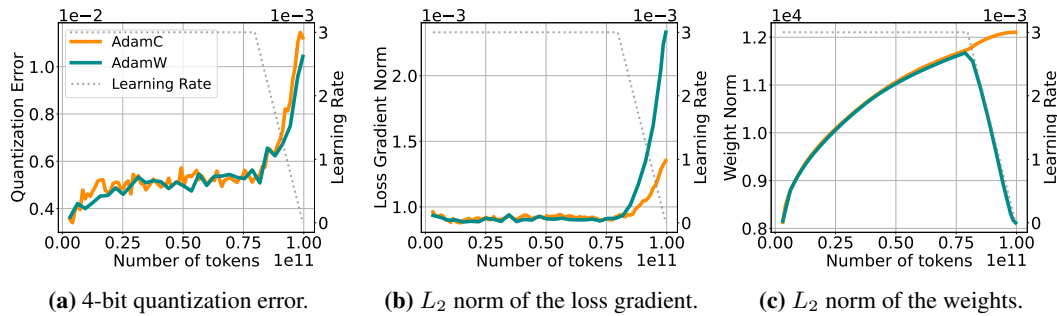 1e−2
1.0
0.8
0.6
0.4
Quantization Error
AdamC
AdamW
Learning Rate
1e−3
3
2
1
0
Learning Rate
0.00 0.25 0.50 0.75 1.00
Number of tokens 1e11
(a) 4-bit quantization error.
1e−3
2.0
1.5
1.0
Loss Gradient Norm
1e−3
3
2
1
0
Learning Rate
0.00 0.25 0.50 0.75 1.00
Number of tokens 1e11
(b) L2 norm of the loss gradient.
1e4
1.2
1.1
1.0
0.9
0.8
Weight Norm
1e−3
3
2
1
0
Learning Rate
0.00 0.25 0.50 0.75 1.00
Number of tokens 1e11
(c) L2 norm of the weights.